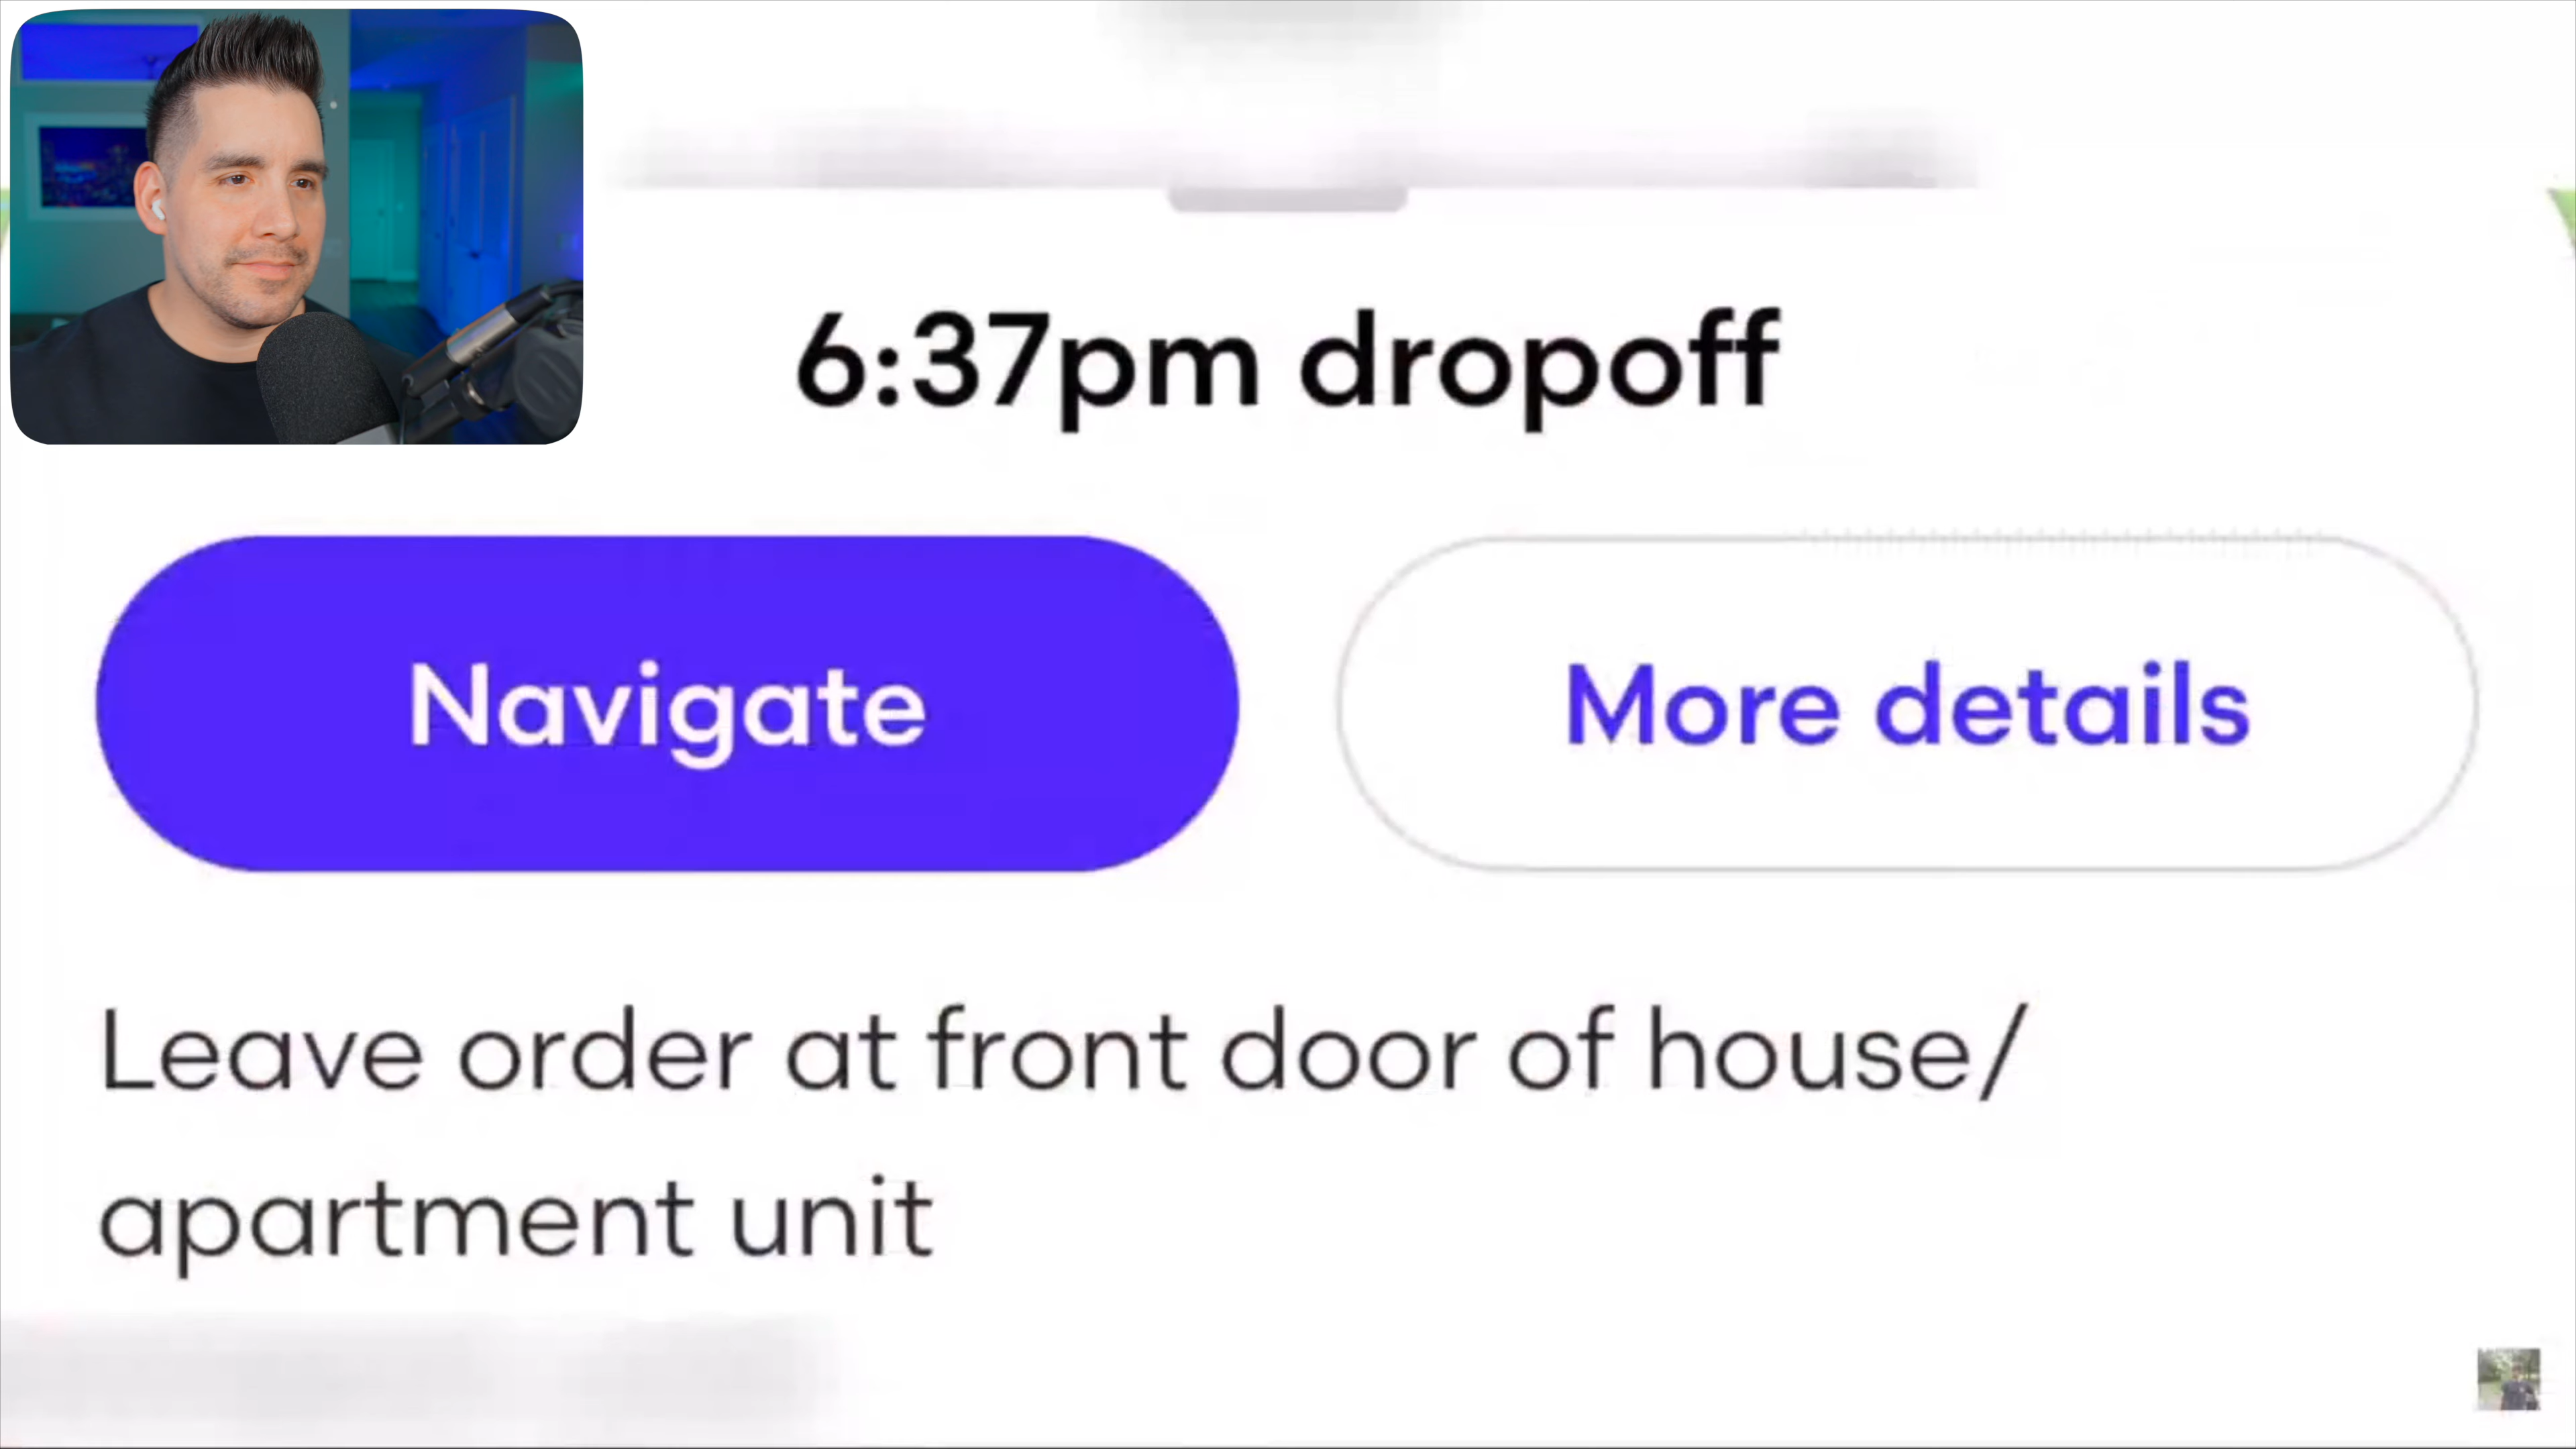 6:37pm dropoff
Navigate
More details
Leave order at front door of house/
apartment unit